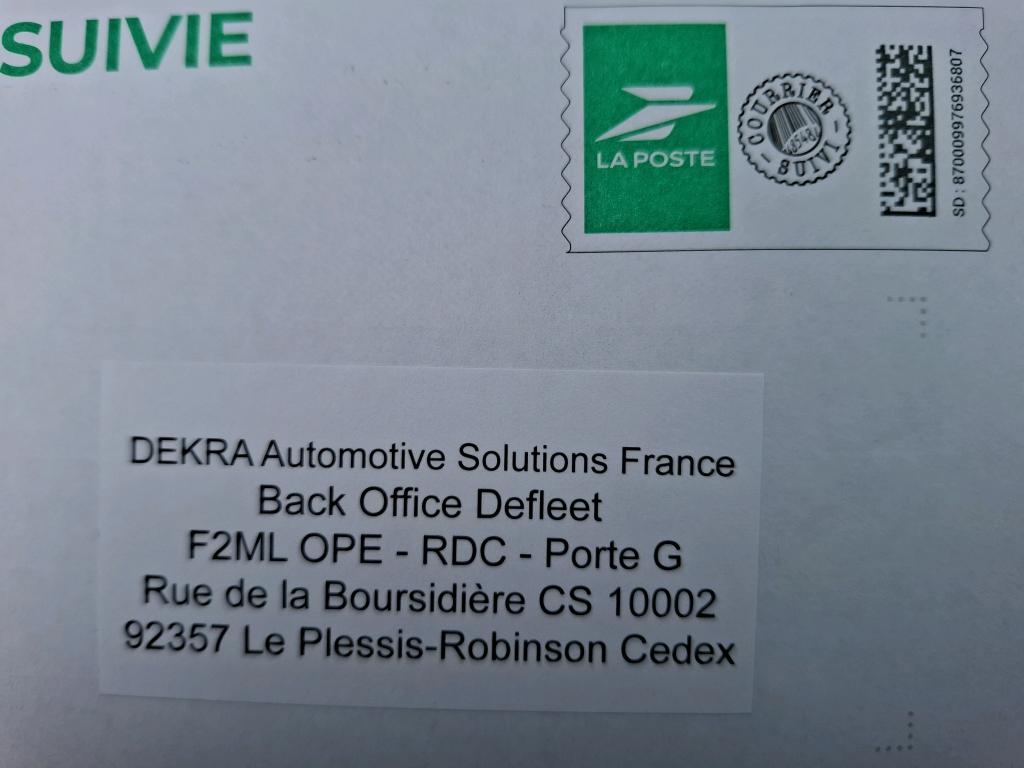 SUIVIE
LA POSTE
COURRIER
SUIVI
SD : 870009976936807
DEKRA Automotive Solutions France
Back Office Defleet
F2ML OPE - RDC - Porte G
Rue de la Boursidière CS 10002
92357 Le Plessis-Robinson Cedex